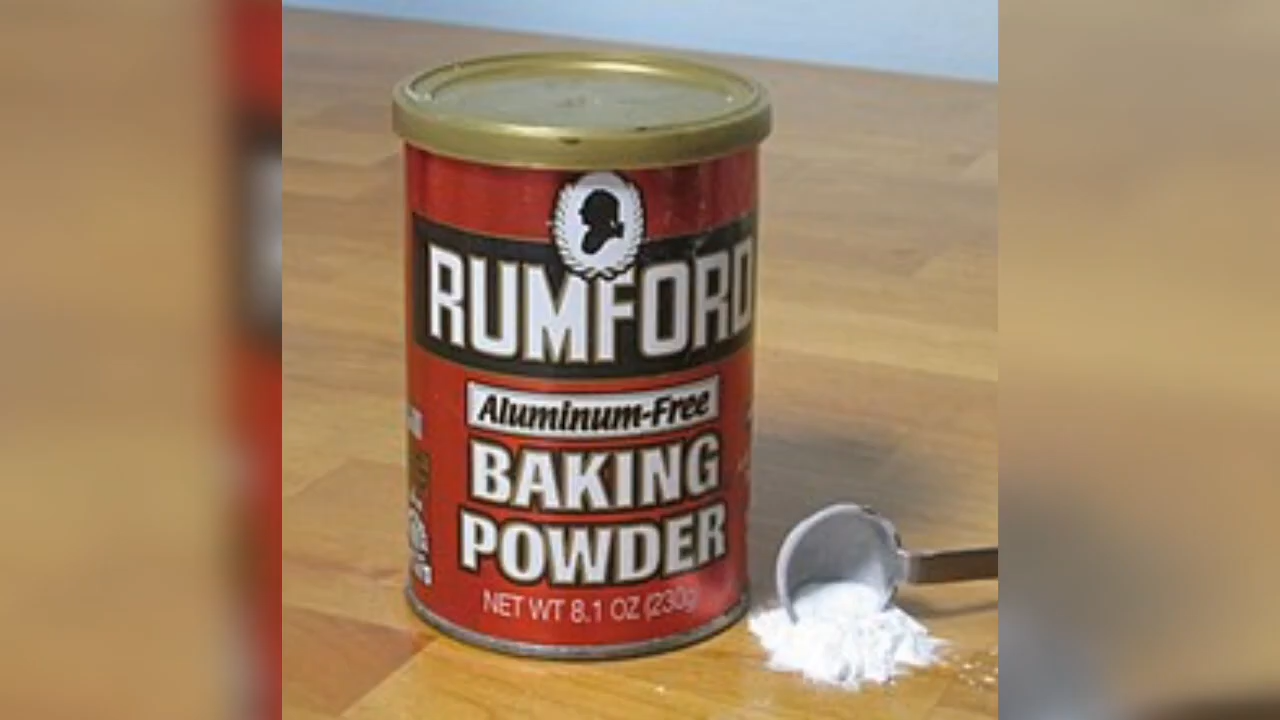 RUMFORD
Aluminum-Free
BAKING
POWDER
NET WT 8.1 OZ (230g)